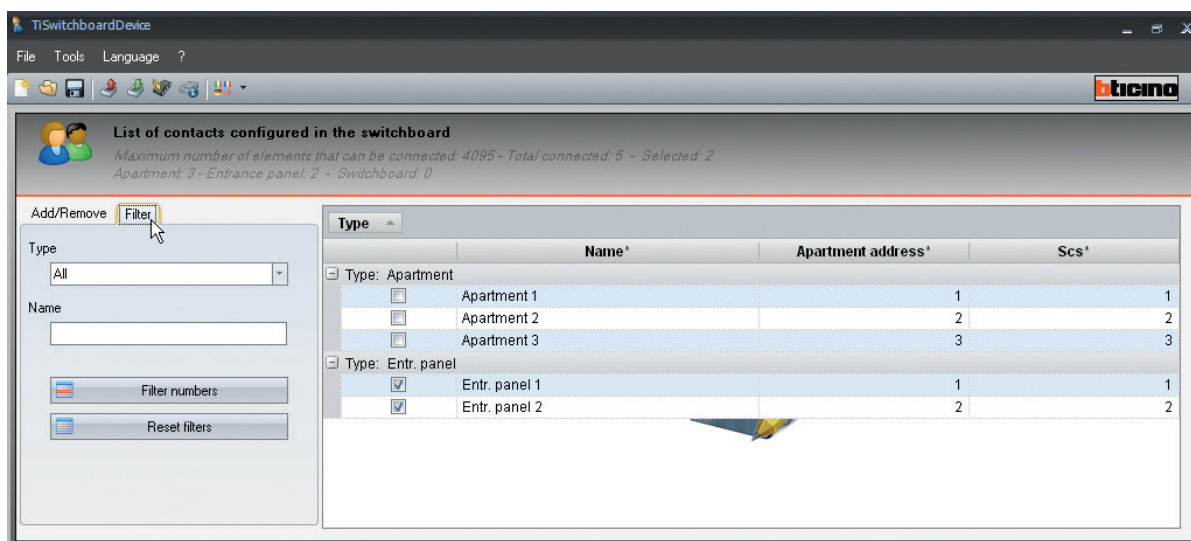 TiSwitchboardDevice
File Tools Language ?
bticino
List of contacts configured in the switchboard
Maximum number of elements that can be connected: 4095 - Total connected: 5 - Selected: 2
Apartment: 3 - Entrance panel: 2 - Switchboard: 0
Add/Remove Filter
Type
All
Name
Filter numbers
Reset filters
Type
Name* Apartment address* Scs*
Type: Apartment
Apartment 1 1 1
Apartment 2 2 2
Apartment 3 3 3
Type: Entr. panel
Entr. panel 1 1 1
Entr. panel 2 2 2